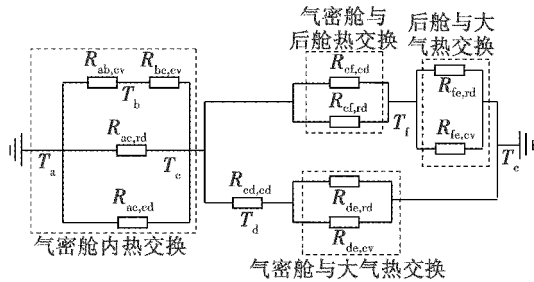 气密舱与
后舱热交换
后舱与大
气热交换
R_ab,cv R_bc,cv
T_b
R_cf,cd
R_cf,rd
R_fe,rd
R_fe,cv
R_ac,rd
T_a
T_c
T_f
T_e
R_ac,cd
R_cd,cd
T_d
R_de,rd
R_de,cv
气密舱内热交换
气密舱与大气热交换